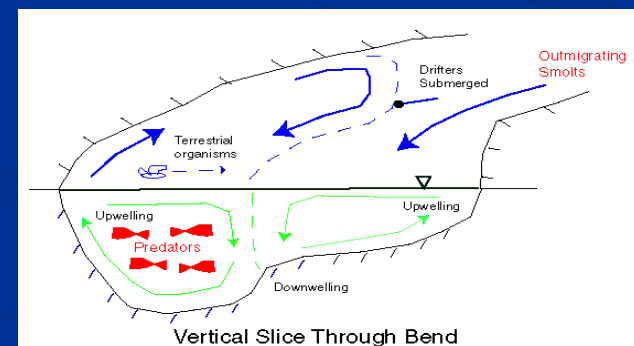 Outmigrating
Smolts
Drifters
Submerged
Terrestrial
organisms
Upwelling
Upwelling
Predators
Downwelling
Vertical Slice Through Bend